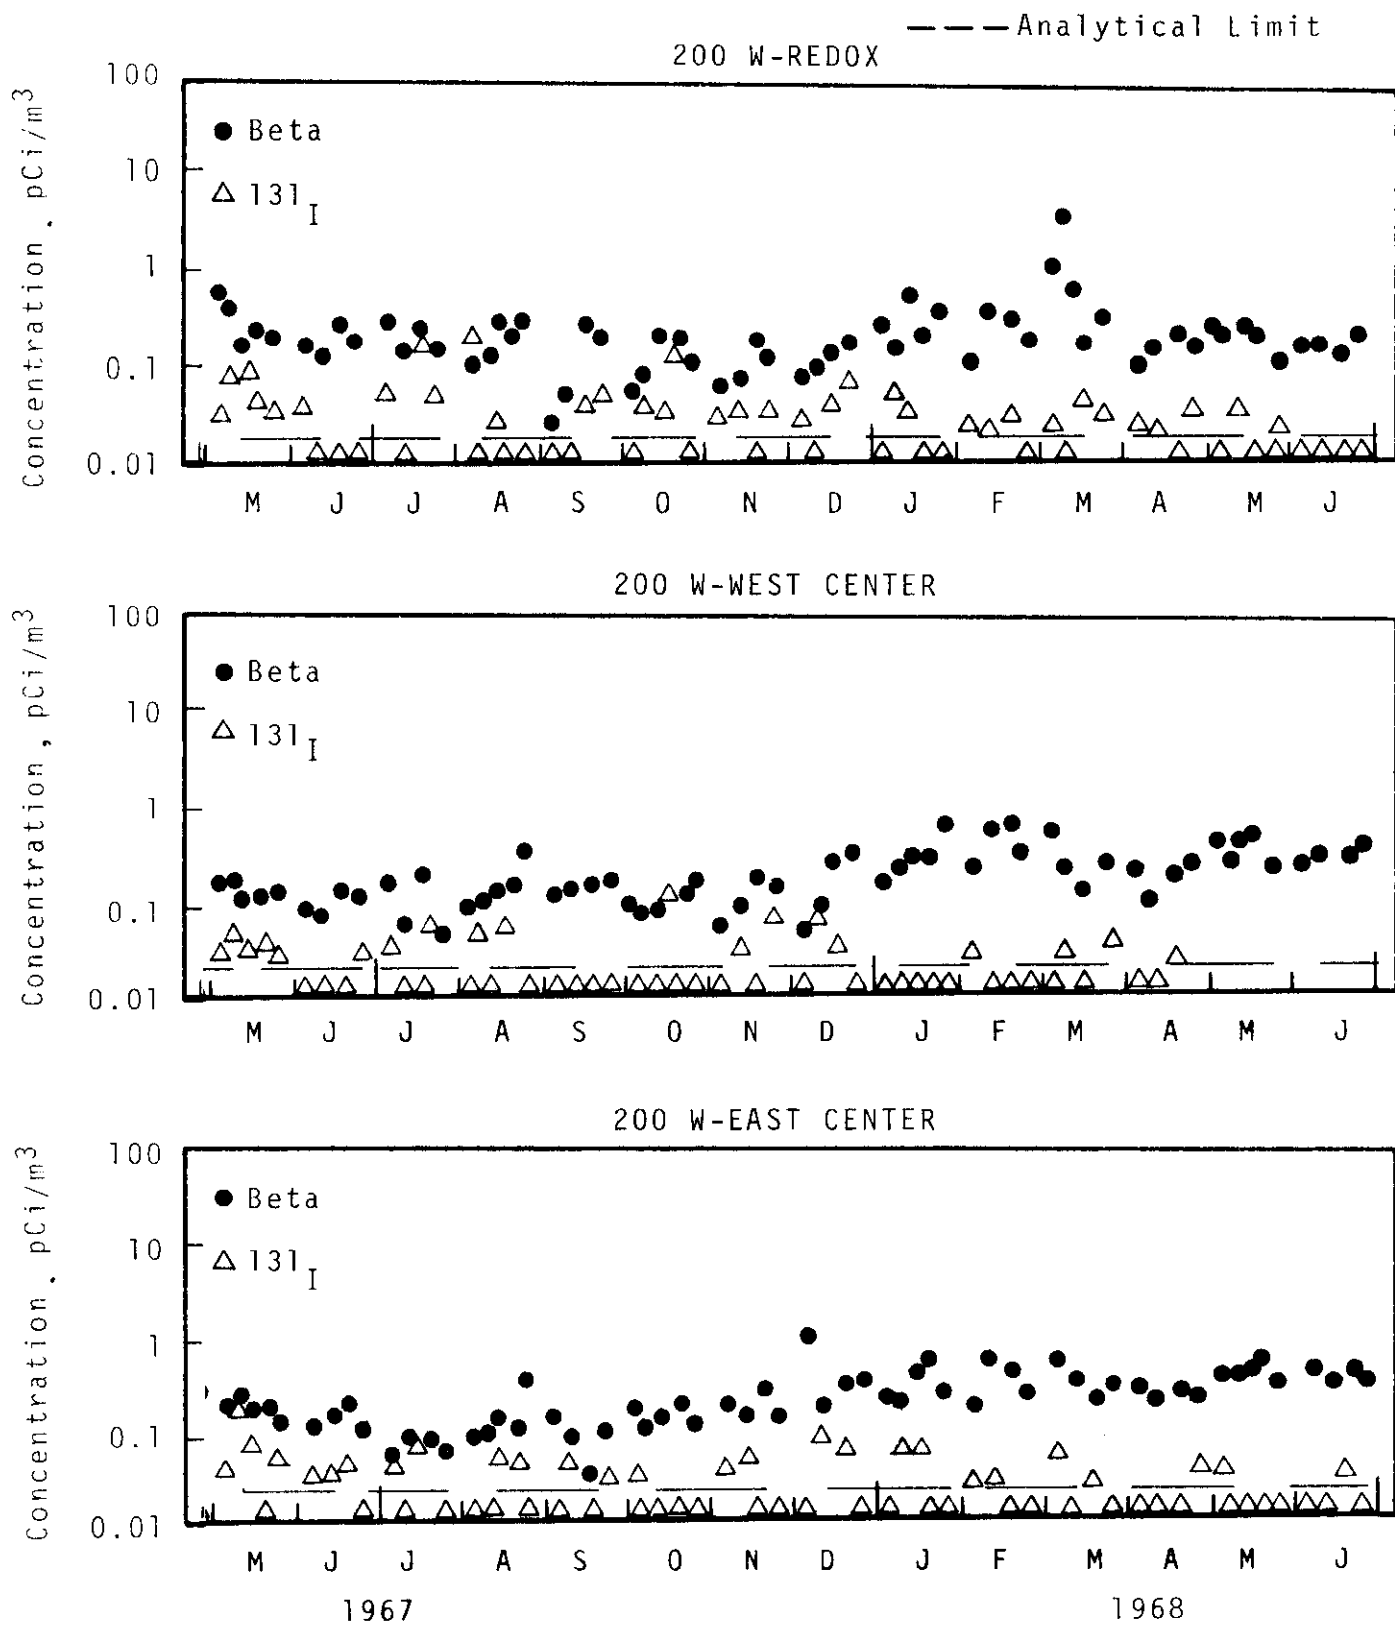 — — — Analytical Limit
200 W-REDOX
Concentration, pCi/m³
100
10
1
0.1
0.01
● Beta
△ 131I
M J J A S O N D J F M A M J
200 W-WEST CENTER
Concentration, pCi/m³
100
10
1
0.1
0.01
● Beta
△ 131I
M J J A S O N D J F M A M J
200 W-EAST CENTER
Concentration, pCi/m³
100
10
1
0.1
0.01
● Beta
△ 131I
M J J A S O N D J F M A M J
1967 1968